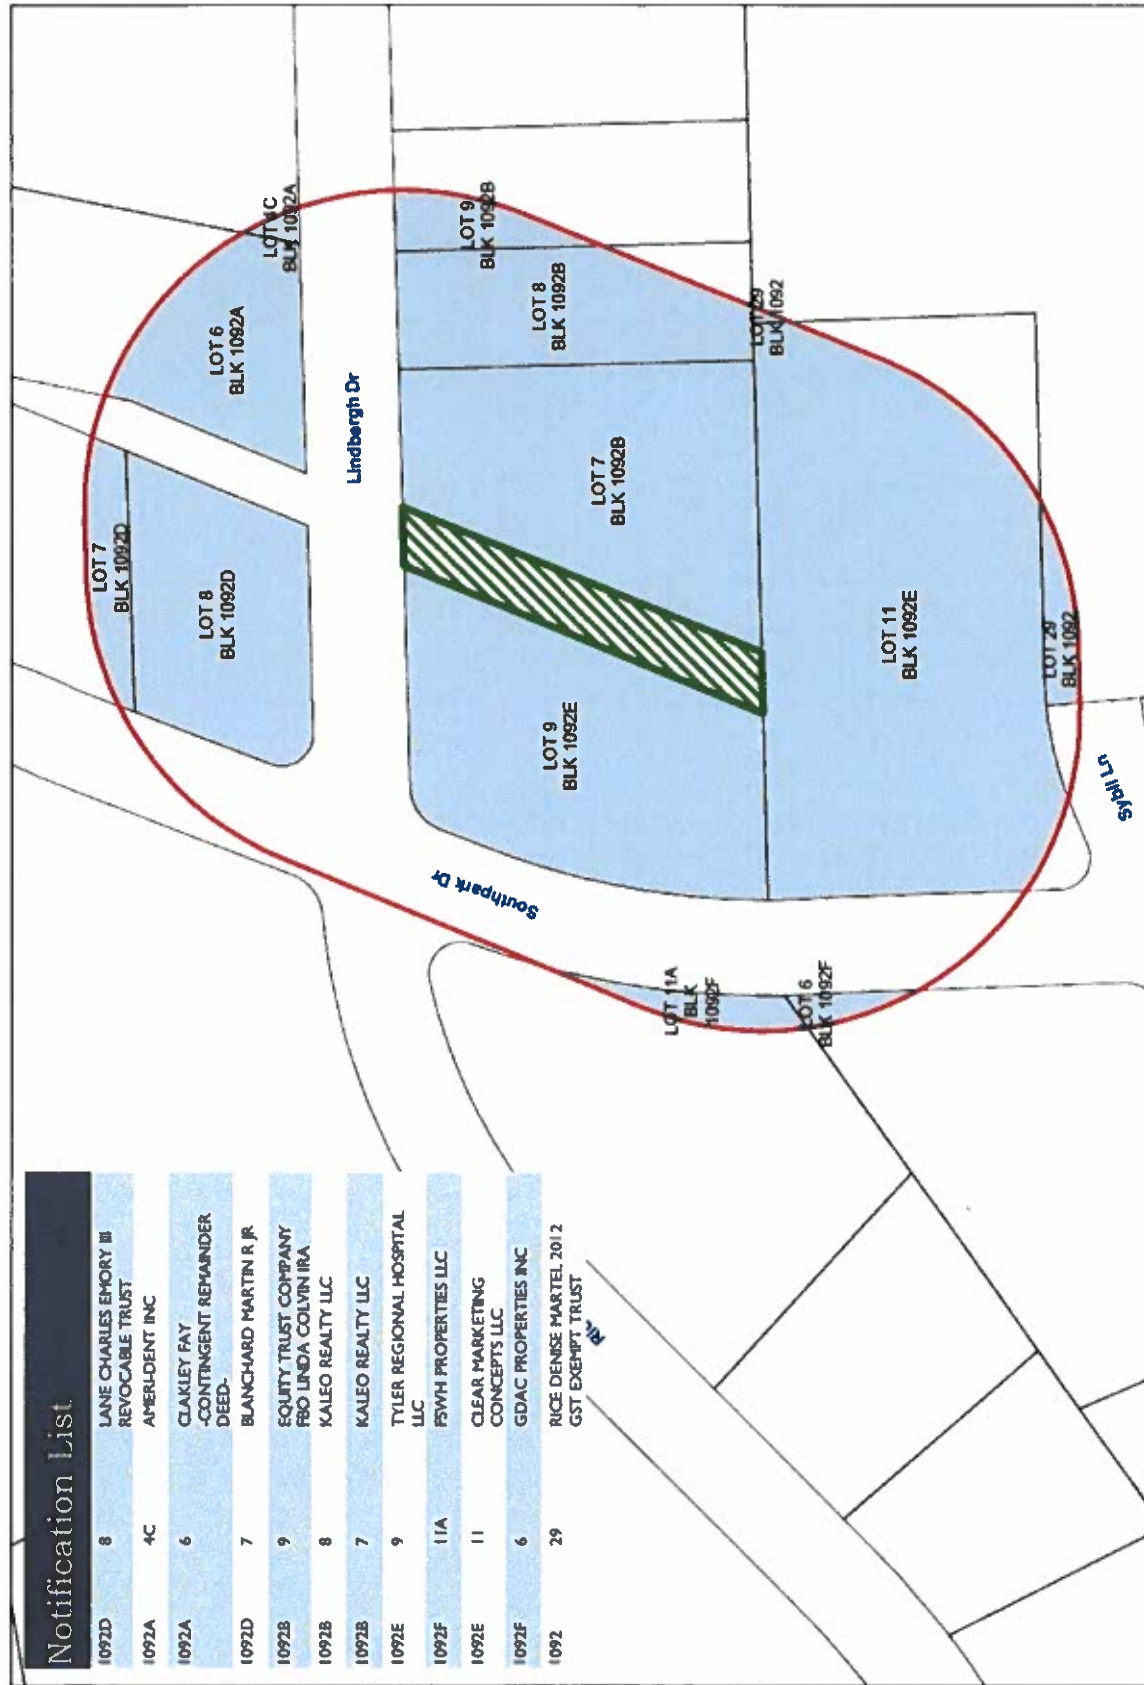 Notification List
1092D 8 LANE CHARLES EMORY III
REVOCABLE TRUST
1092A 4C AMERI-DENT INC
1092A 6 CLAKLEY FAY
-CONTINGENT REMAINDER
DEED-
1092D 7 BLANCHARD MARTIN R JR
1092B 9 EQUITY TRUST COMPANY
FBO LINDA COLVIN IRA
1092B 8 KALEO REALTY LLC
1092B 7 KALEO REALTY LLC
1092E 9 TYLER REGIONAL HOSPITAL
LLC
1092F 11A PSWH PROPERTIES LLC
1092E 11 CLEAR MARKETING
CONCEPTS LLC
1092F 6 GDAC PROPERTIES INC
1092 29 RICE DENISE MARTEL 2012
GST EXEMPT TRUST
LOT 7
BLK 1092D
LOT 8
BLK 1092D
LOT 6
BLK 1092A
LOT 4C
BLK 1092A
Lindbergh Dr
LOT 9
BLK 1092B
LOT 8
BLK 1092B
LOT 7
BLK 1092B
LOT 9
BLK 1092E
Southpark Dr
LOT 29
BLK 1092
LOT 11A
BLK
1092F
LOT 6
BLK 1092F
LOT 11
BLK 1092E
LOT 29
BLK 1092
Sybil Ln